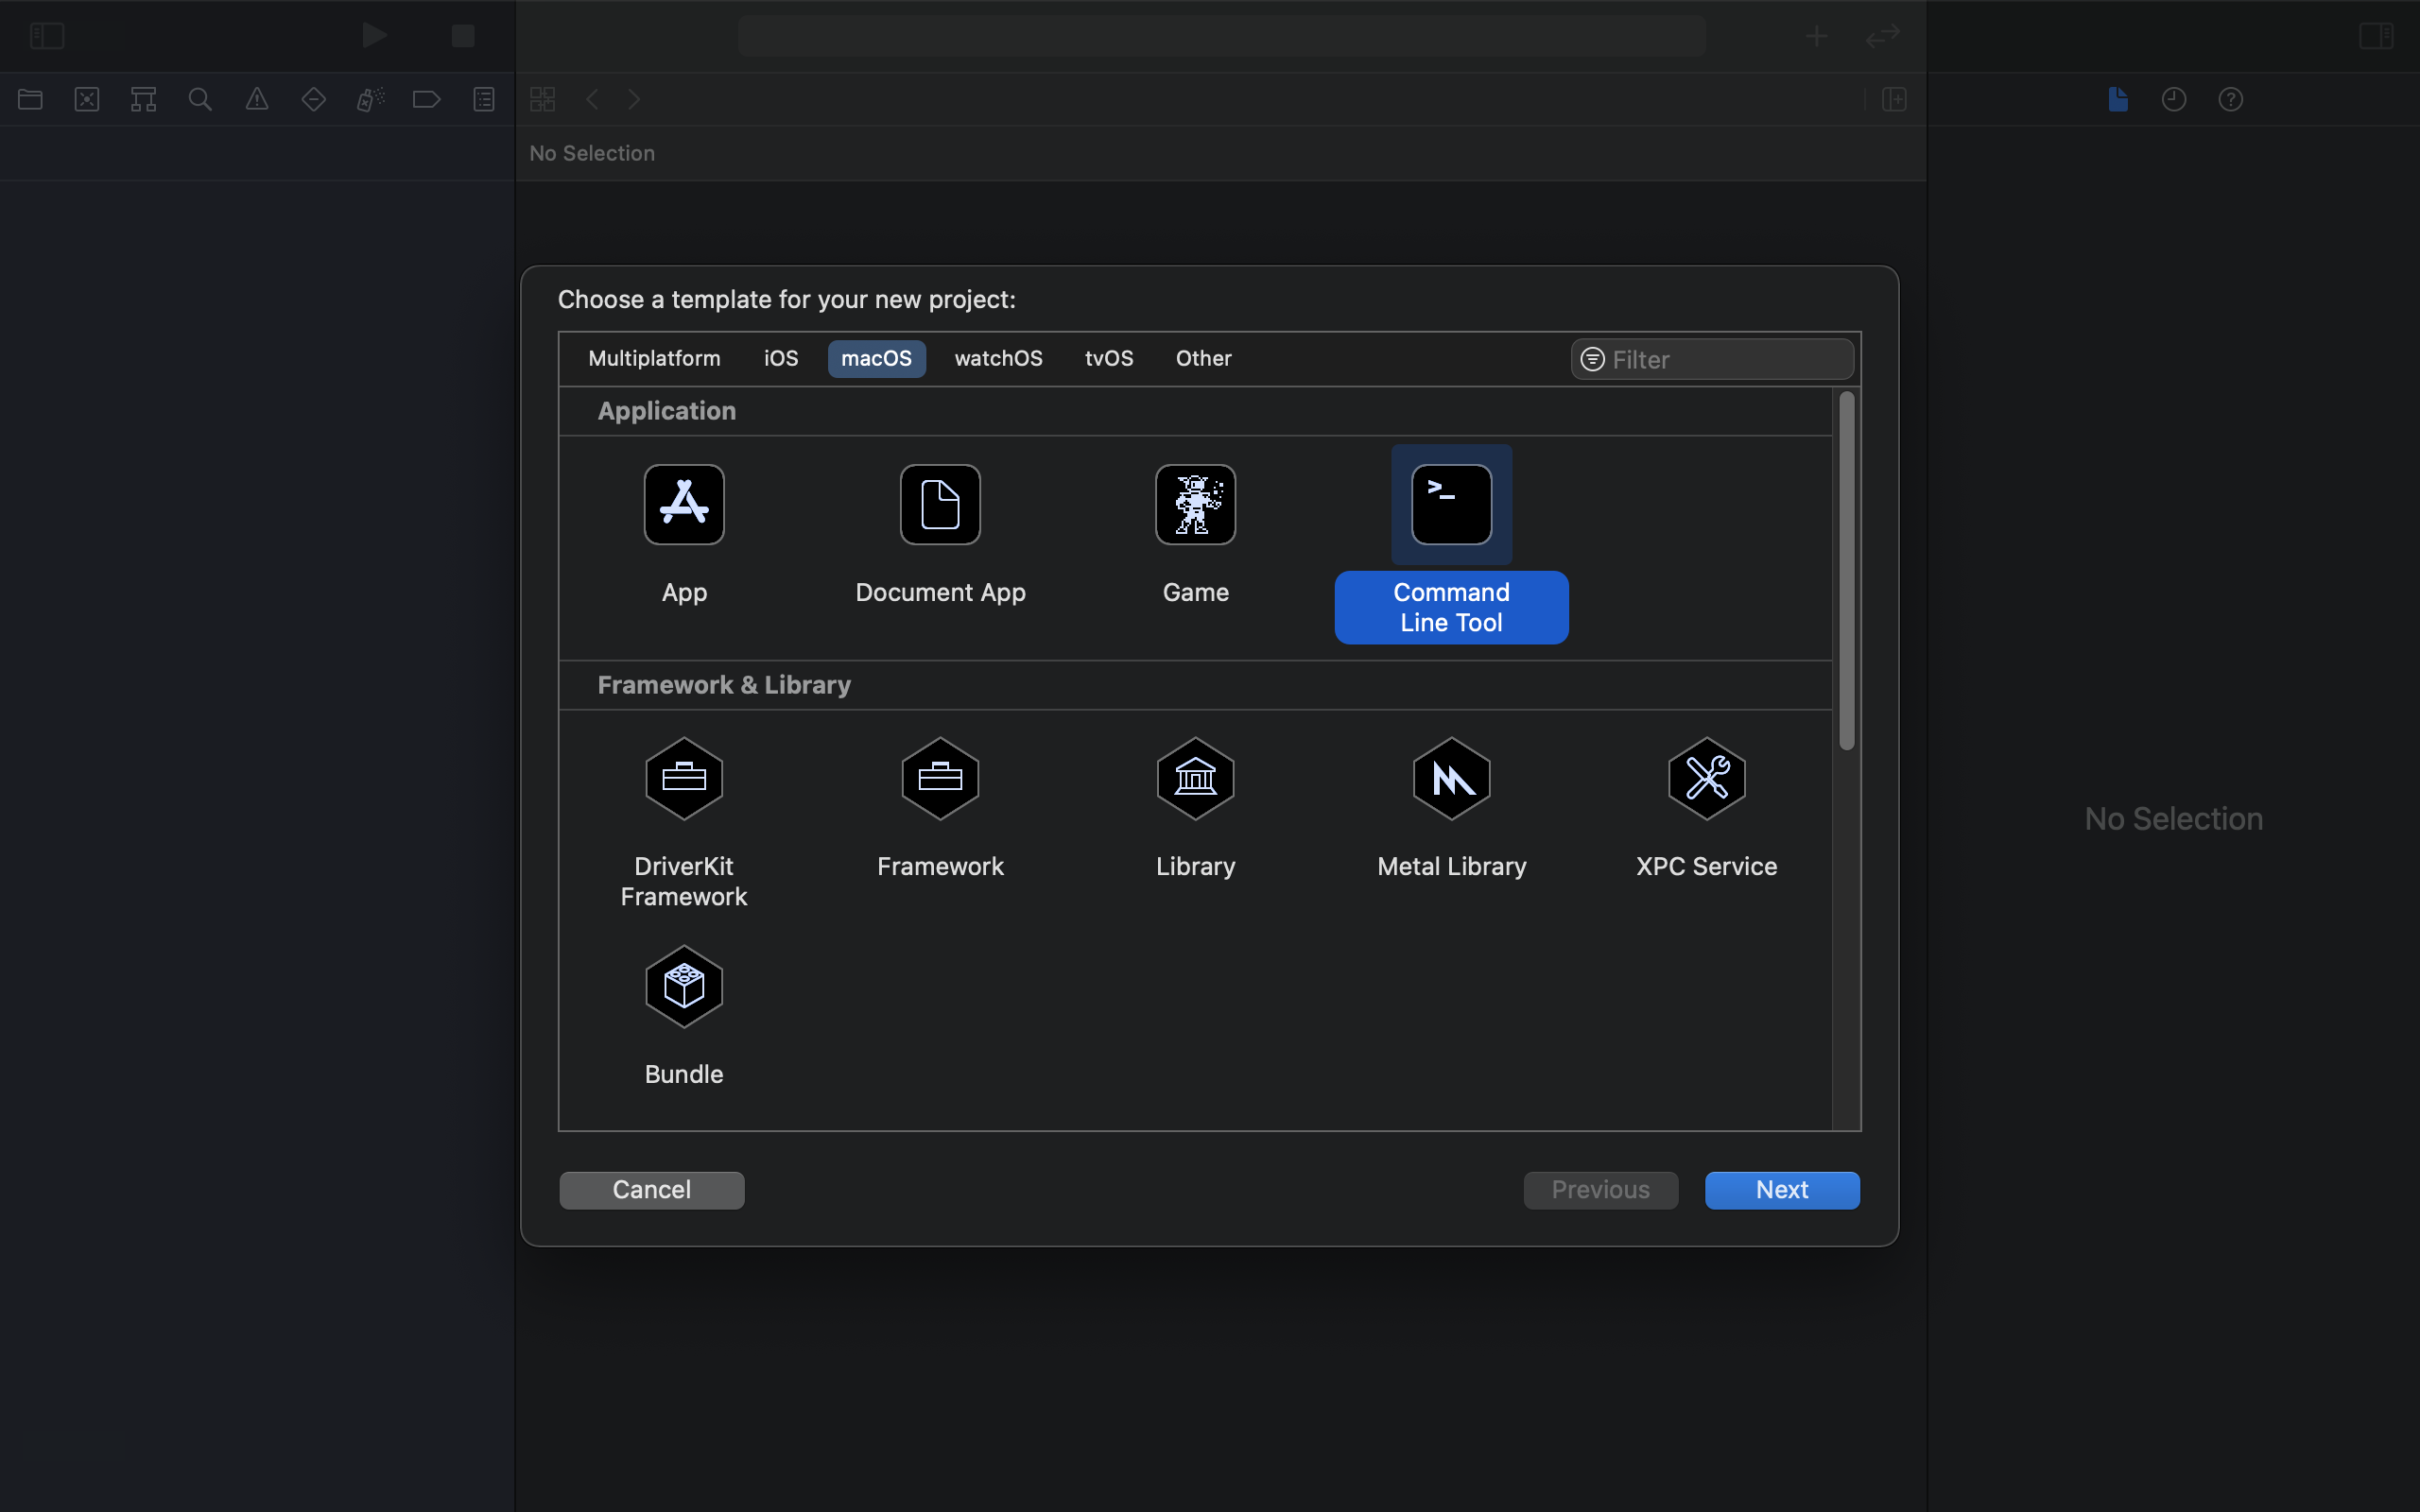 No Selection
Choose a template for your new project:
Multiplatform iOS macOS watchOS tvOS Other Filter
Application
App Document App Game Command
Line Tool
Framework & Library
DriverKit Framework Library Metal Library XPC Service
Framework
Bundle
No Selection
Cancel Previous Next